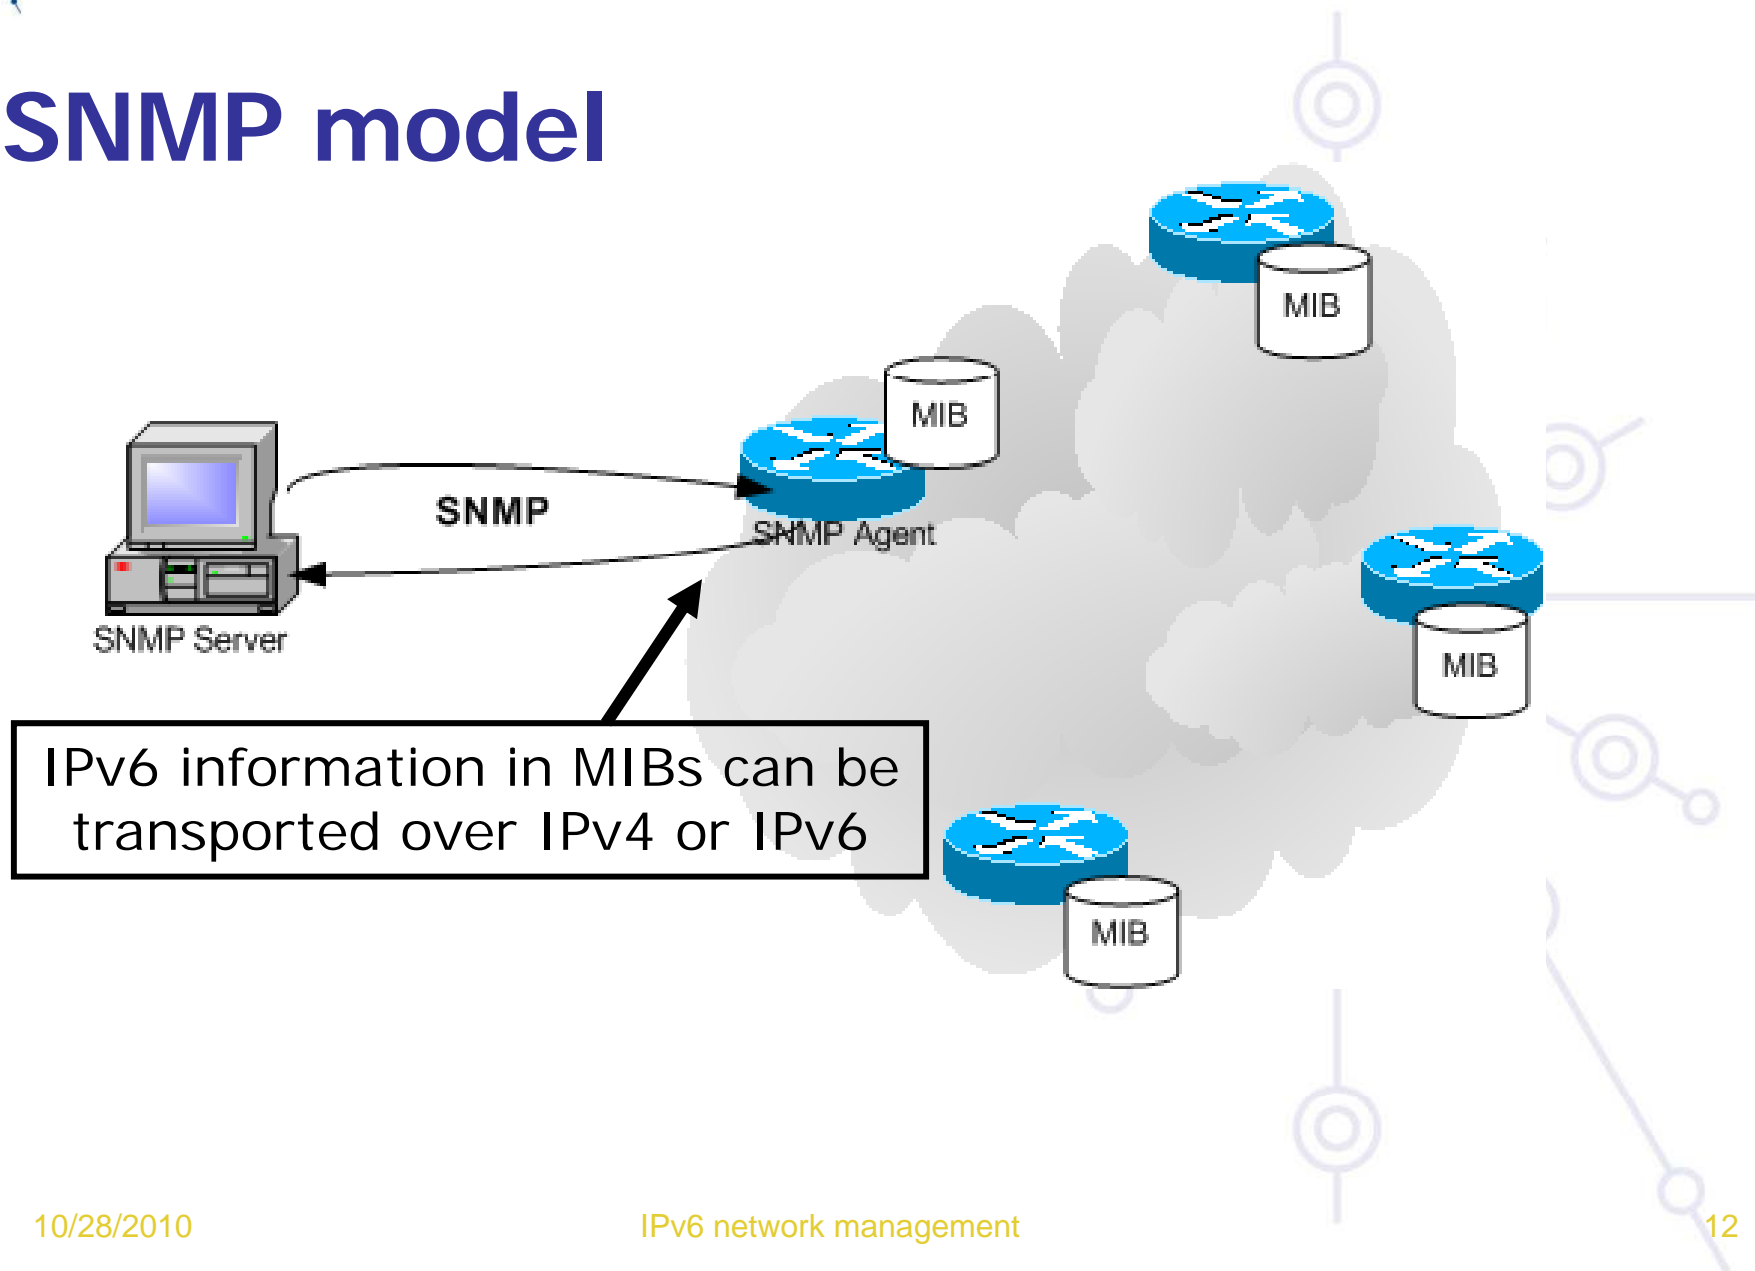 SNMP model
MIB
MIB
SNMP
SNMP Agent
SNMP Server
MIB
IPv6 information in MIBs can be
transported over IPv4 or IPv6
MIB
10/28/2010
IPv6 network management
12